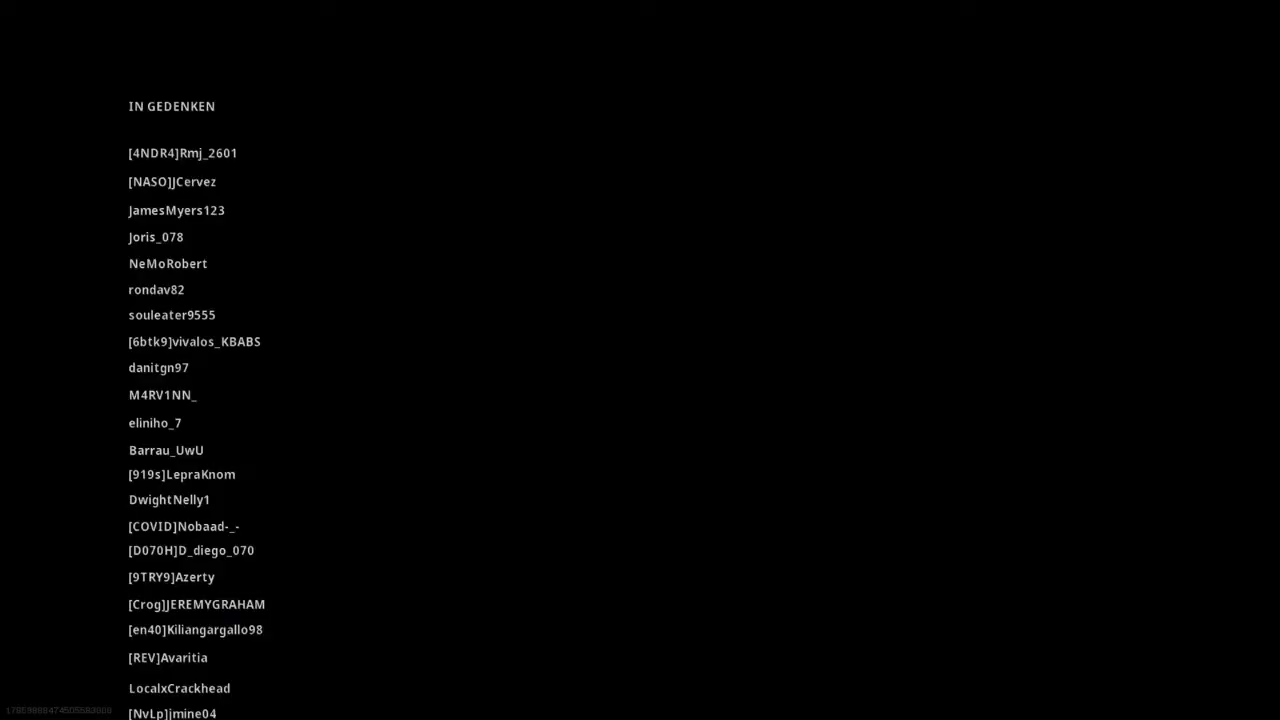 IN GEDENKEN
[4NDR4]Rmj_2601
[NASO]JCervez
JamesMyers123
Joris_078
NeMoRobert
rondav82
souleater9555
[6btk9]vivalos_KBABS
danitgn97
M4RV1NN_
eliniho_7
Barrau_UwU
[919s]LepraKnom
DwightNelly1
[COVID]Nobaad-_-
[D070H]D_diego_070
[9TRY9]Azerty
[Crog]JEREMYGRAHAM
[en40]Kiliangargallo98
[REV]Avaritia
LocalxCrackhead
[NvLp]jmine04